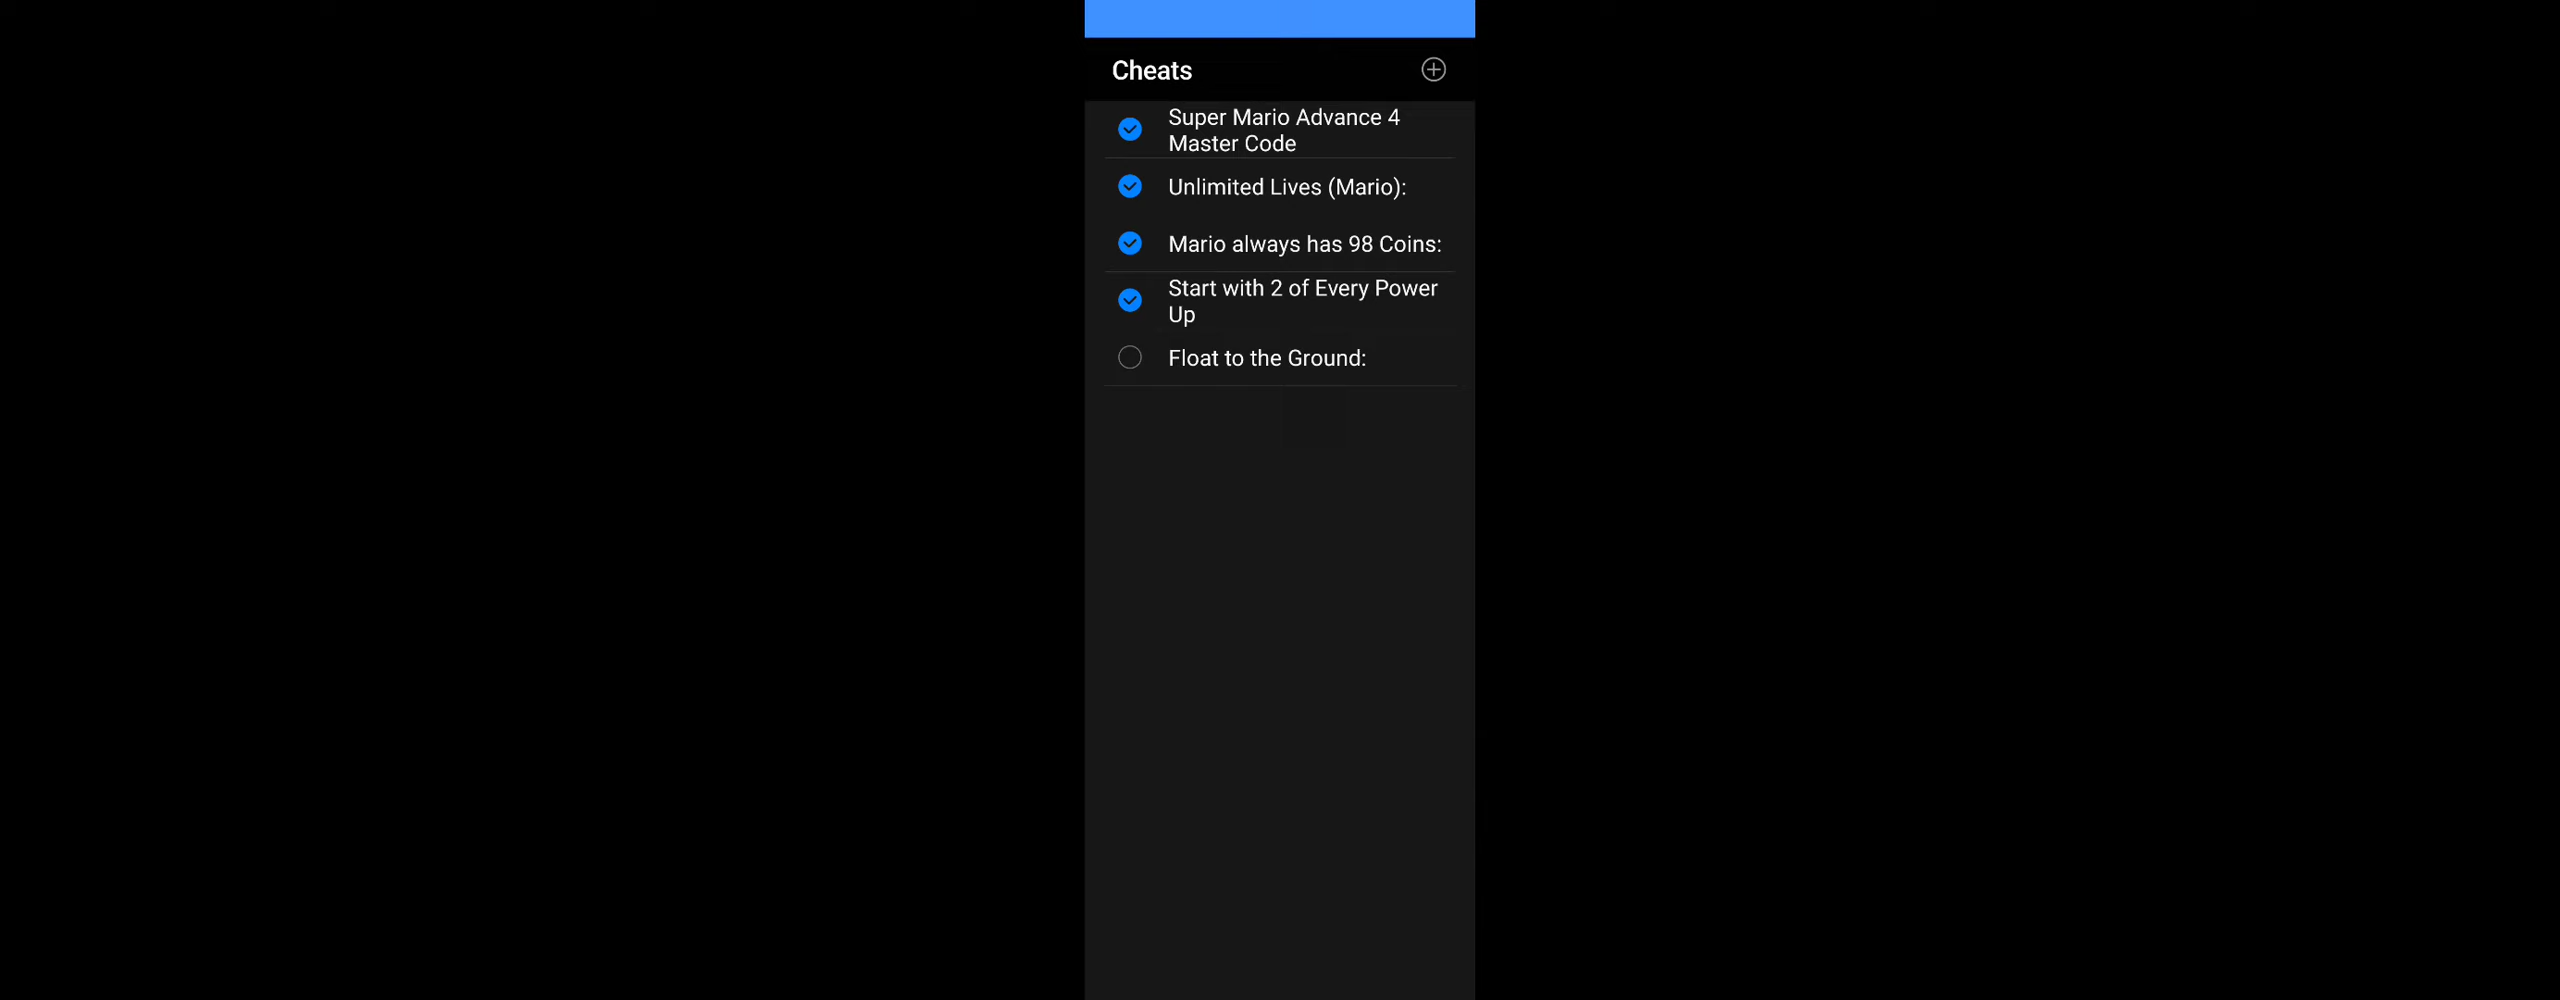 Cheats
Super Mario Advance 4
Master Code
Unlimited Lives (Mario):
Mario always has 98 Coins:
Start with 2 of Every Power
Up
Float to the Ground: